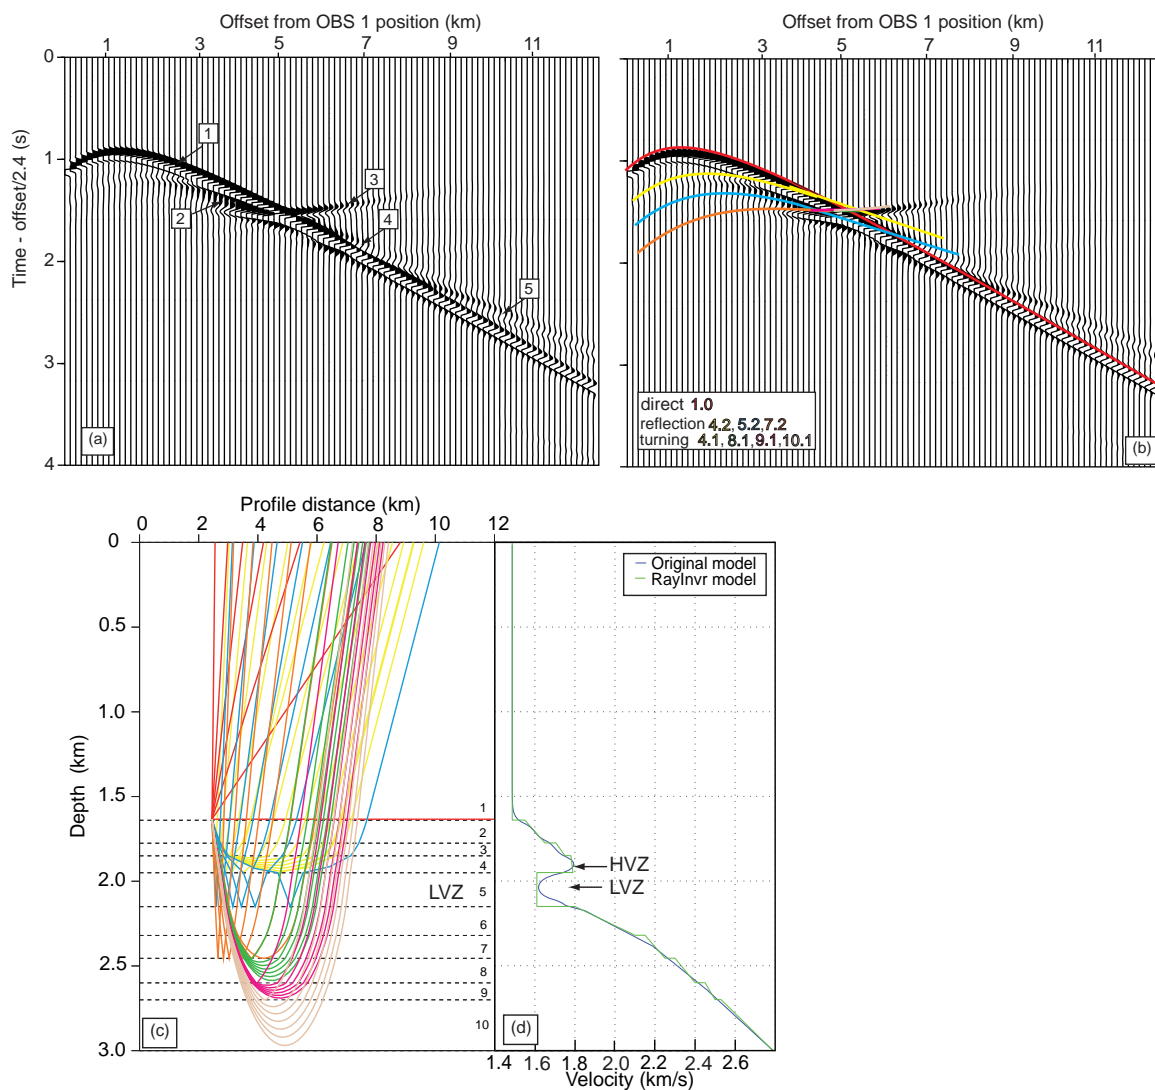 Offset from OBS 1 position (km)
1 3 5 7 9 11
Time - offset/2.4 (s)
0
1
2
3
4
1
2
3
4
5
(a)
Offset from OBS 1 position (km)
1 3 5 7 9 11
direct 1.0
reflection 4.2, 5.2, 7.2
turning 4.1, 8.1, 9.1, 10.1
(b)
Profile distance (km)
0 2 4 6 8 10 12
Depth (km)
0
0.5
1.0
1.5
2.0
2.5
3.0
1
2
3
4
5
6
7
8
9
10
LVZ
(c)
Original model
RayInvr model
HVZ
LVZ
(d)
1.4 1.6 1.8 2.0 2.2 2.4 2.6
Velocity (km/s)